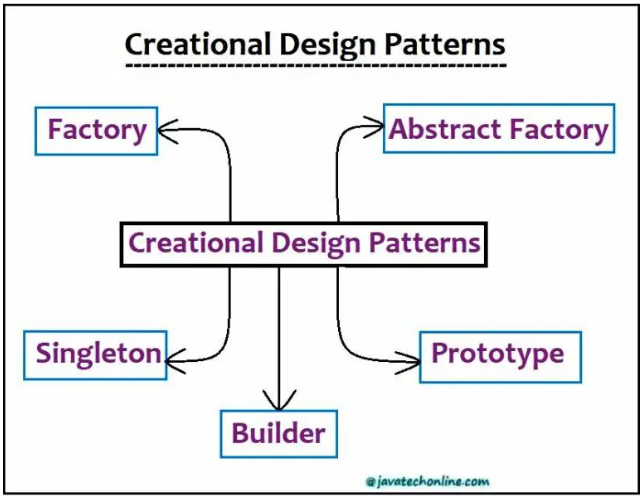 Creational Design Patterns
Factory
Abstract Factory
Creational Design Patterns
Singleton
Prototype
Builder
@javatechonline.com